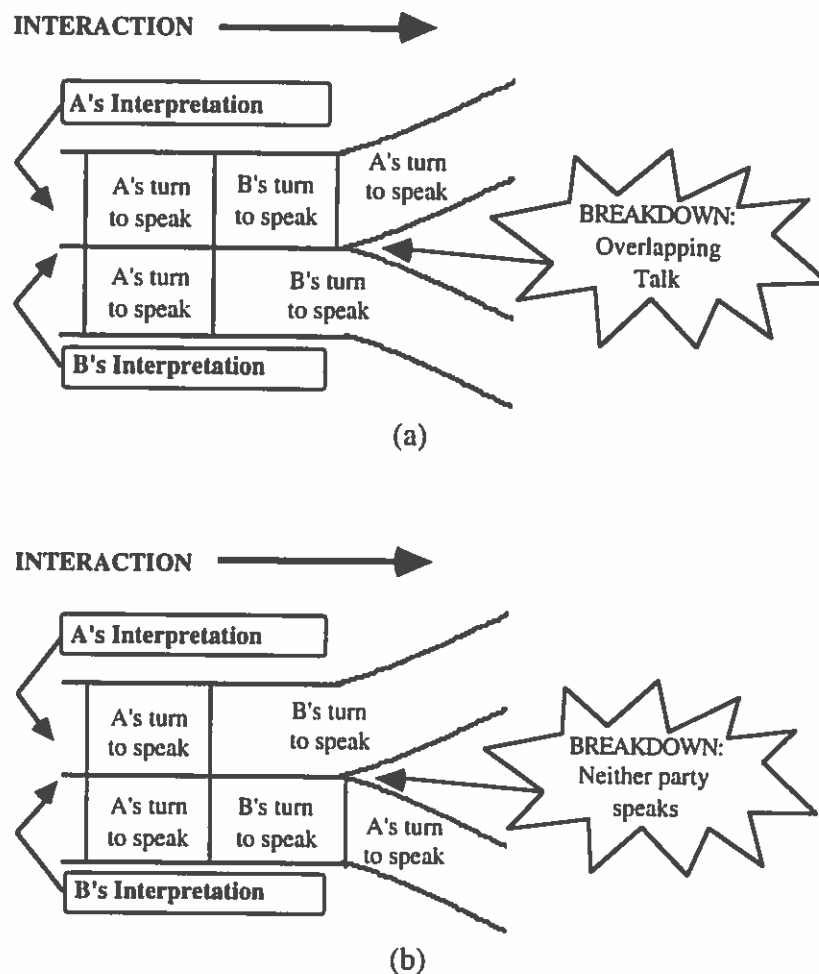 INTERACTION
A's Interpretation
A's turn
to speak
B's turn
to speak
A's turn
to speak
BREAKDOWN:
Overlapping
Talk
A's turn
to speak
B's turn
to speak
B's Interpretation
(a)
INTERACTION
A's Interpretation
A's turn
to speak
B's turn
to speak
BREAKDOWN:
Neither party
speaks
A's turn
to speak
B's turn
to speak
A's turn
to speak
B's Interpretation
(b)